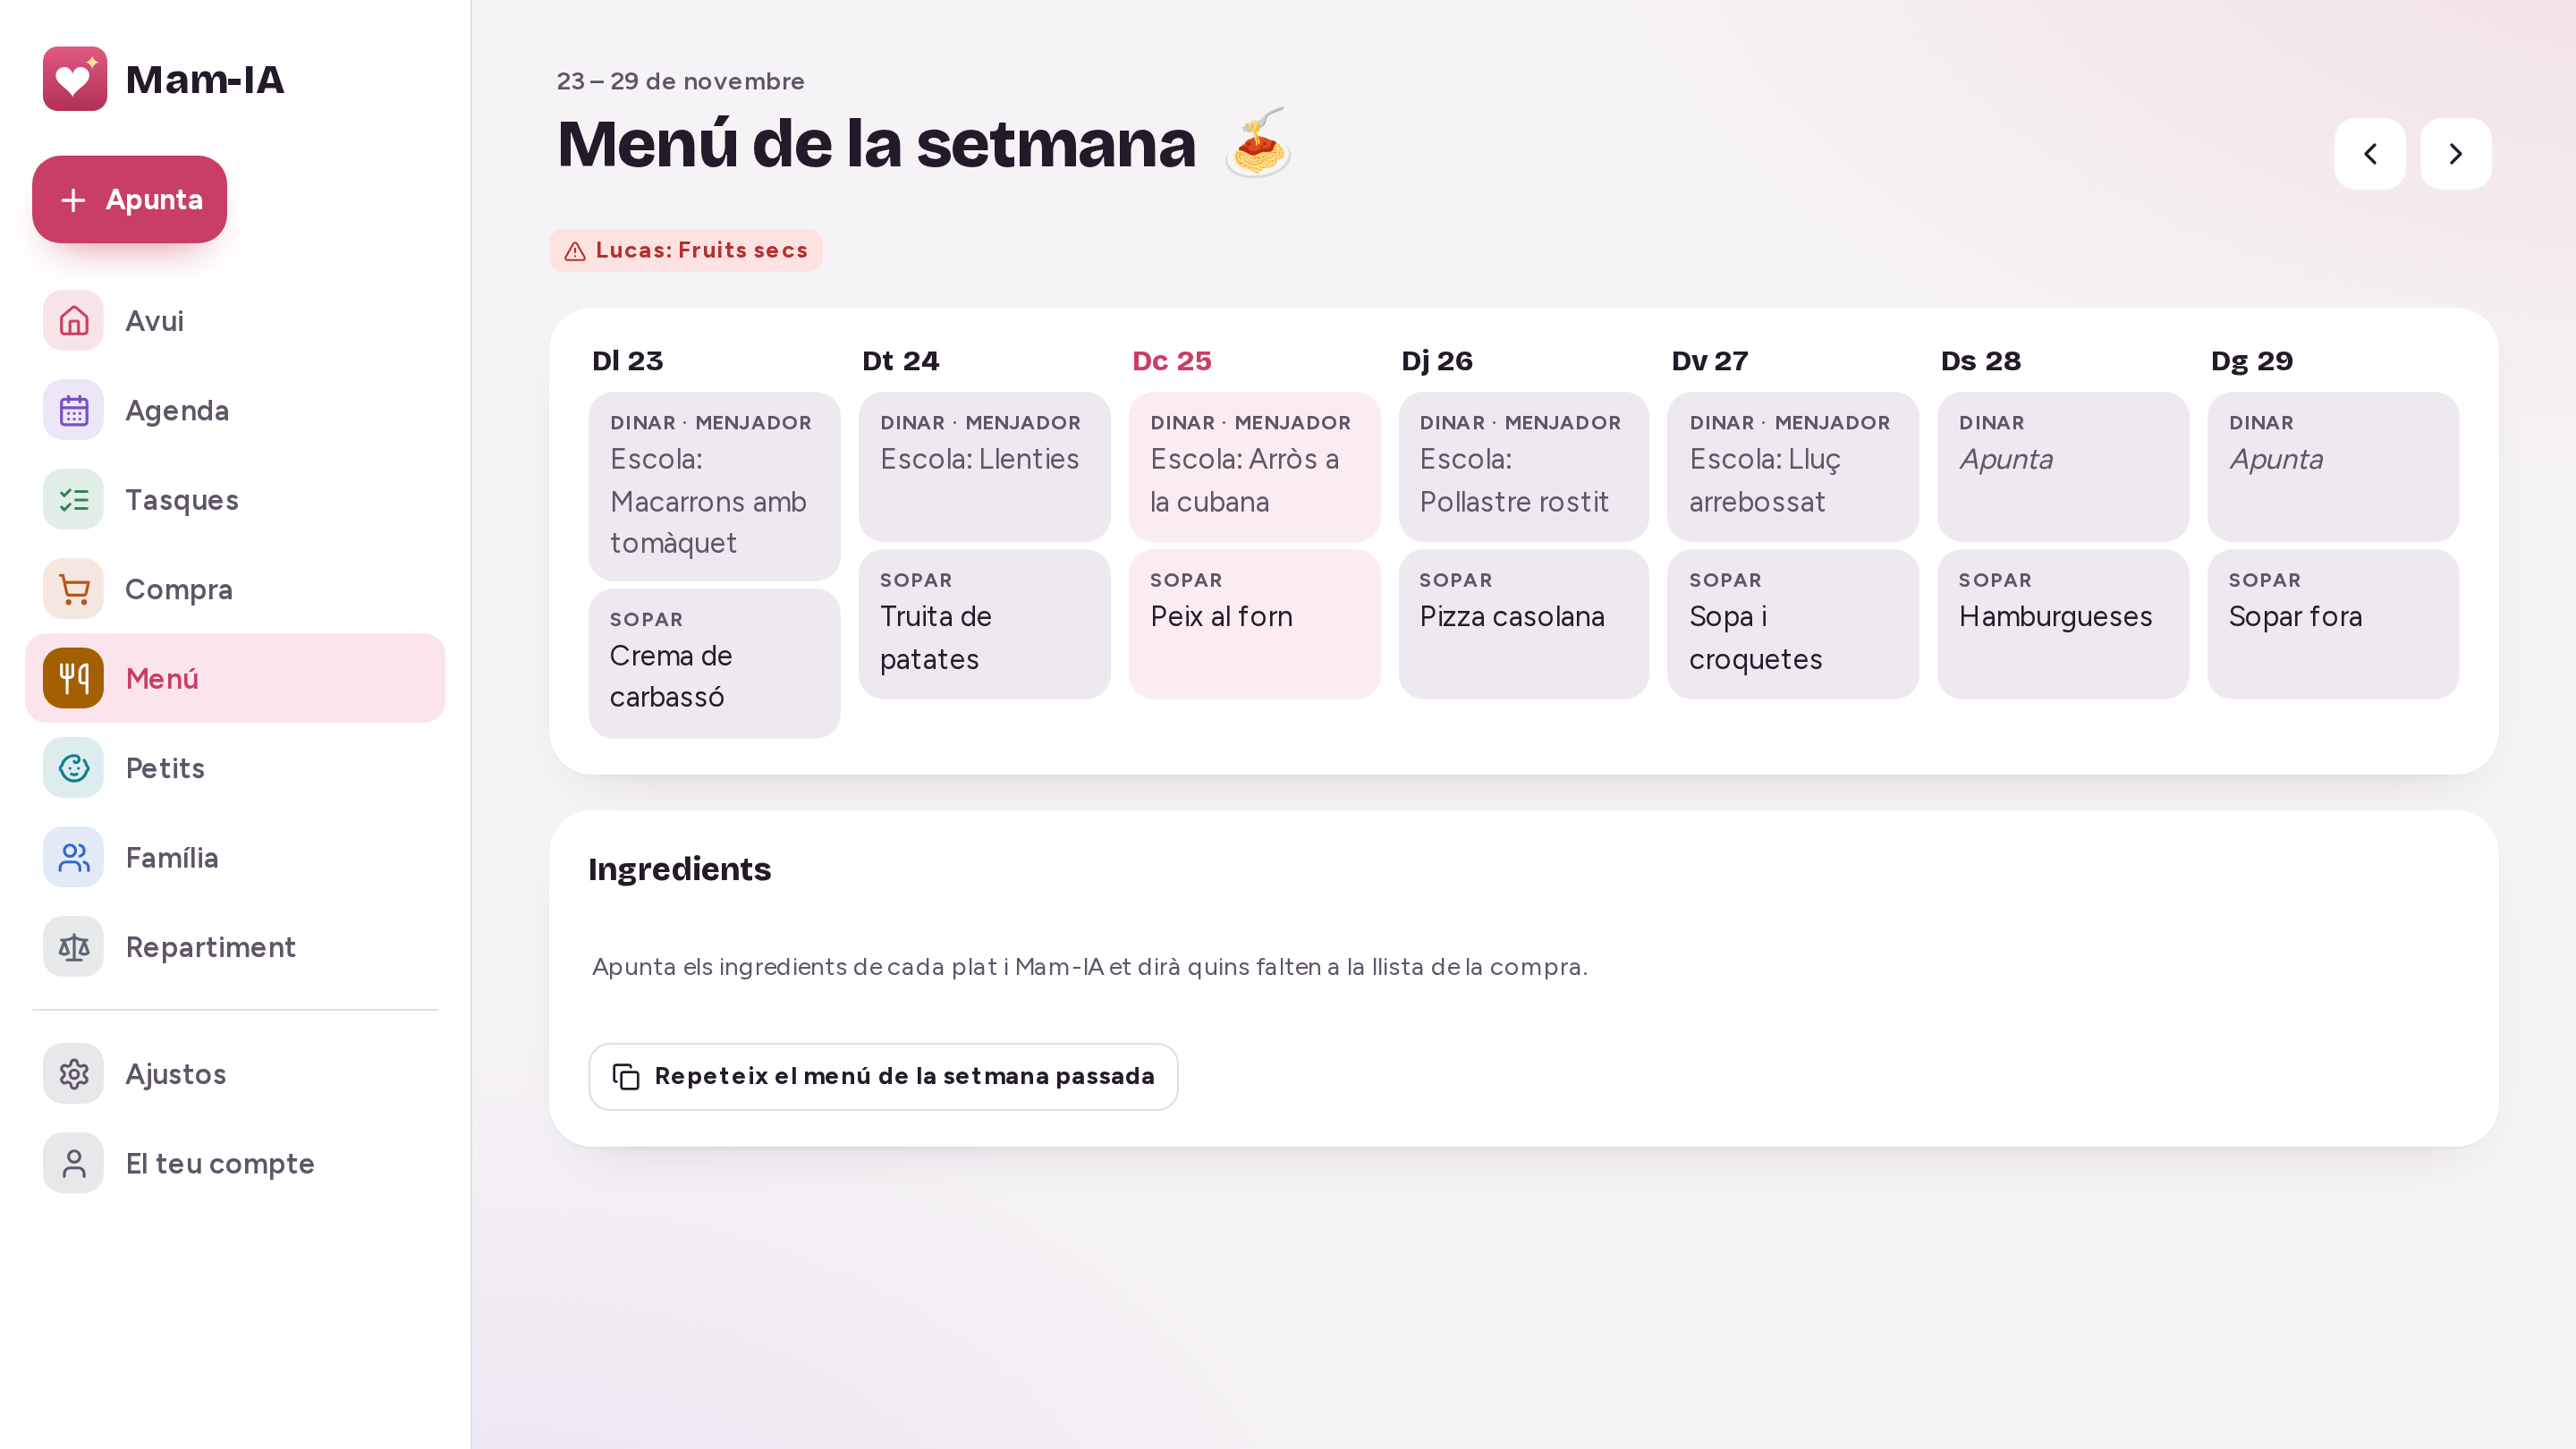 Mam-IA
Apunta
Avui
Agenda
Tasques
Compra
Menú
Petits
Família
Repartiment
Ajustos
El teu compte
23 – 29 de novembre
Menú de la setmana
Lucas: Fruits secs
Dl 23
DINAR · MENJADOR
Escola:
Macarrons amb
tomàquet
SOPAR
Crema de
carbassó
Dt 24
DINAR · MENJADOR
Escola: Llenties
SOPAR
Truita de
patates
Dc 25
DINAR · MENJADOR
Escola: Arròs a
la cubana
SOPAR
Peix al forn
Dj 26
DINAR · MENJADOR
Escola:
Pollastre rostit
SOPAR
Pizza casolana
Dv 27
DINAR · MENJADOR
Escola: Lluç
arrebossat
SOPAR
Sopa i
croquetes
Ds 28
DINAR
Apunta
SOPAR
Hamburgueses
Dg 29
DINAR
Apunta
SOPAR
Sopar fora
Ingredients
Apunta els ingredients de cada plat i Mam-IA et dirà quins falten a la llista de la compra.
Repeteix el menú de la setmana passada